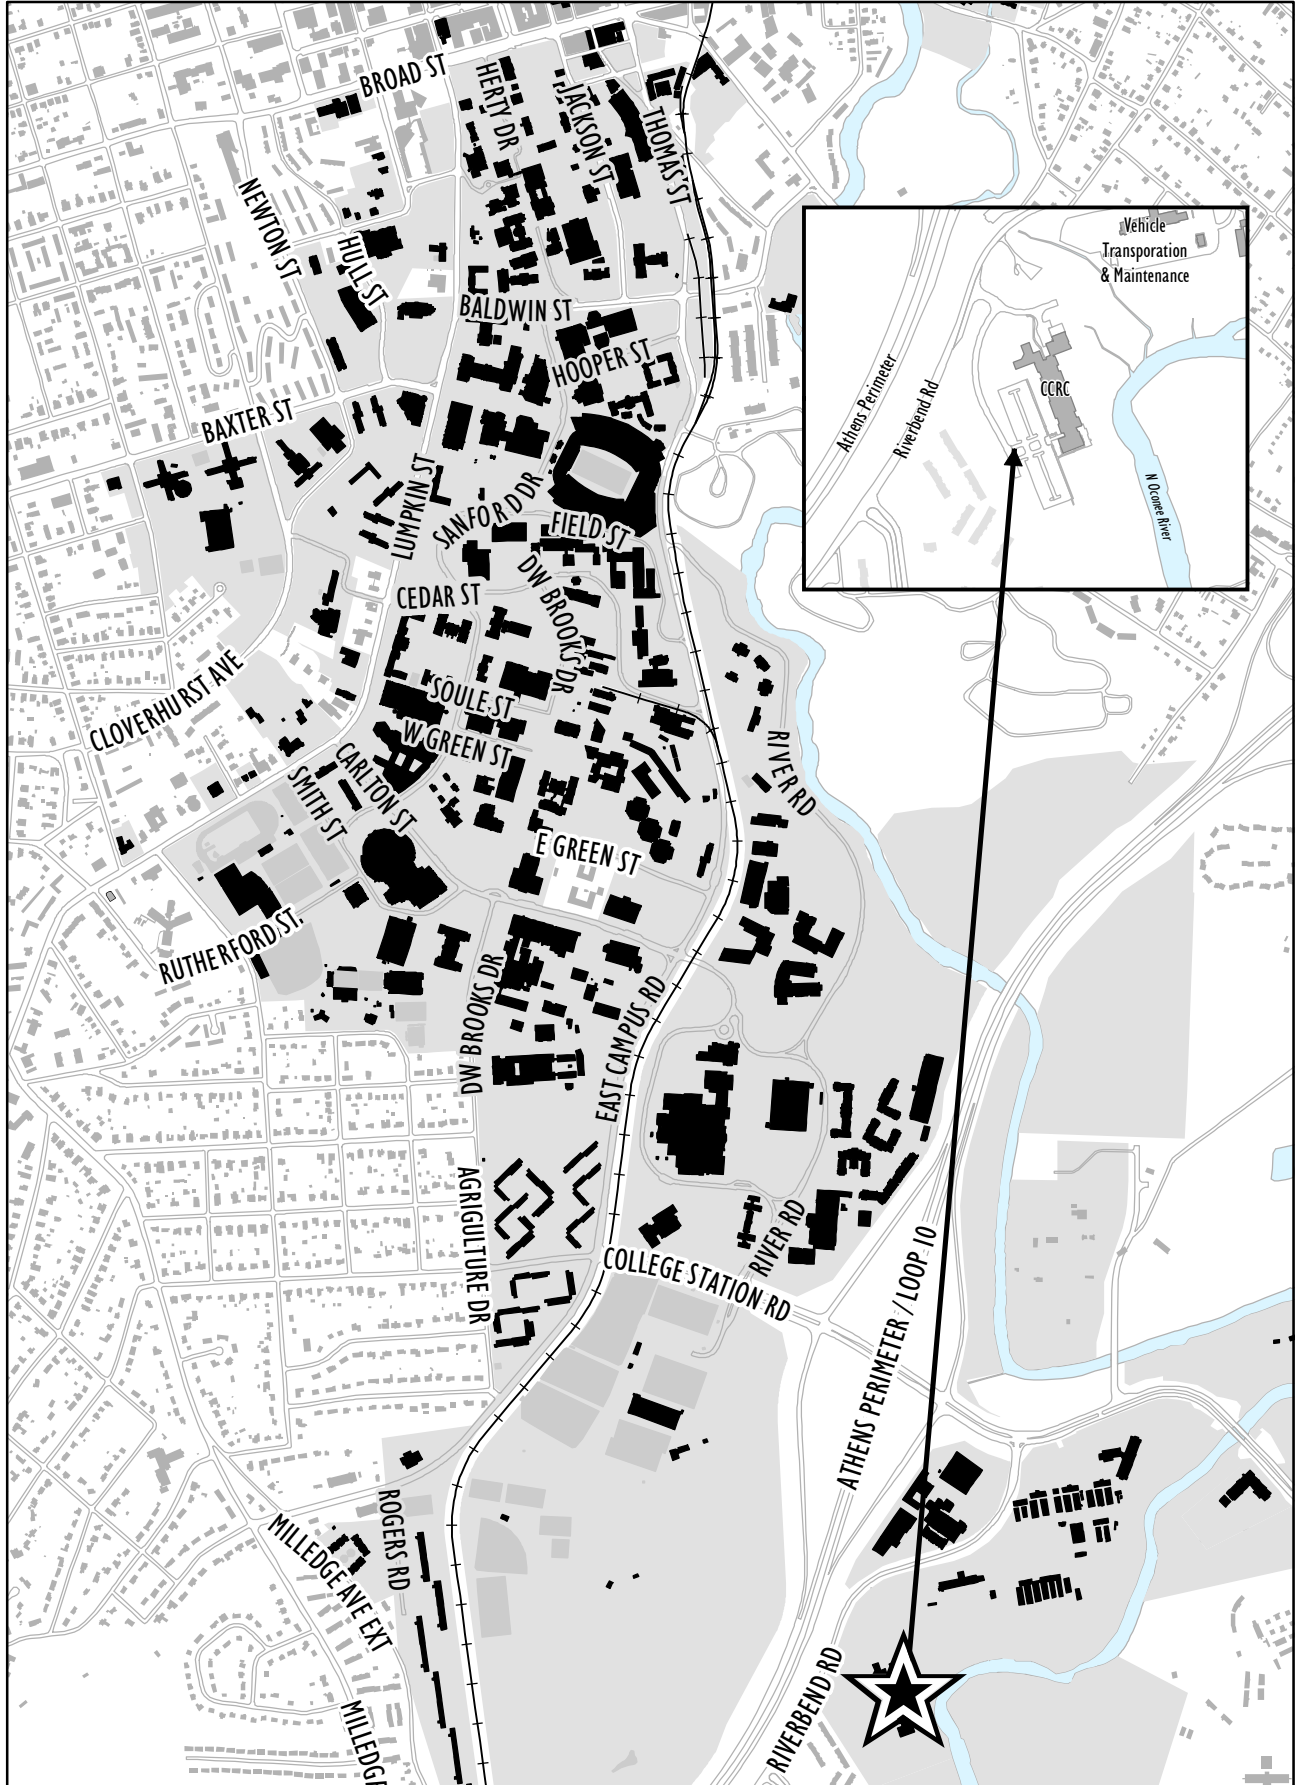 BROAD ST
HERTY DR
JACKSON ST
THOMAS ST
NEWTON ST
HULL ST
BALDWIN ST
HOOPER ST
BAXTER ST
LUMPKIN ST
SANFORD DR
FIELD ST
CEDAR ST
DW BROOKS DR
CLOVERHURST AVE
SOULE ST
W GREEN ST
CARLTON ST
SMITH ST
E GREEN ST
RIVER RD
RUTHERFORD ST.
DW BROOKS DR
EAST CAMPUS RD
AGRIGULTURE DR
COLLEGE STATION RD
RIVER RD
ATHENS PERIMETER / LOOP 10
ROGERS RD
MILLEDGE AVE EXT
MILLEDGE
RIVERBEND RD
Vehicle
Transporation
& Maintenance
Athens Perimeter
Riverbend Rd
CCRC
N Oconee River